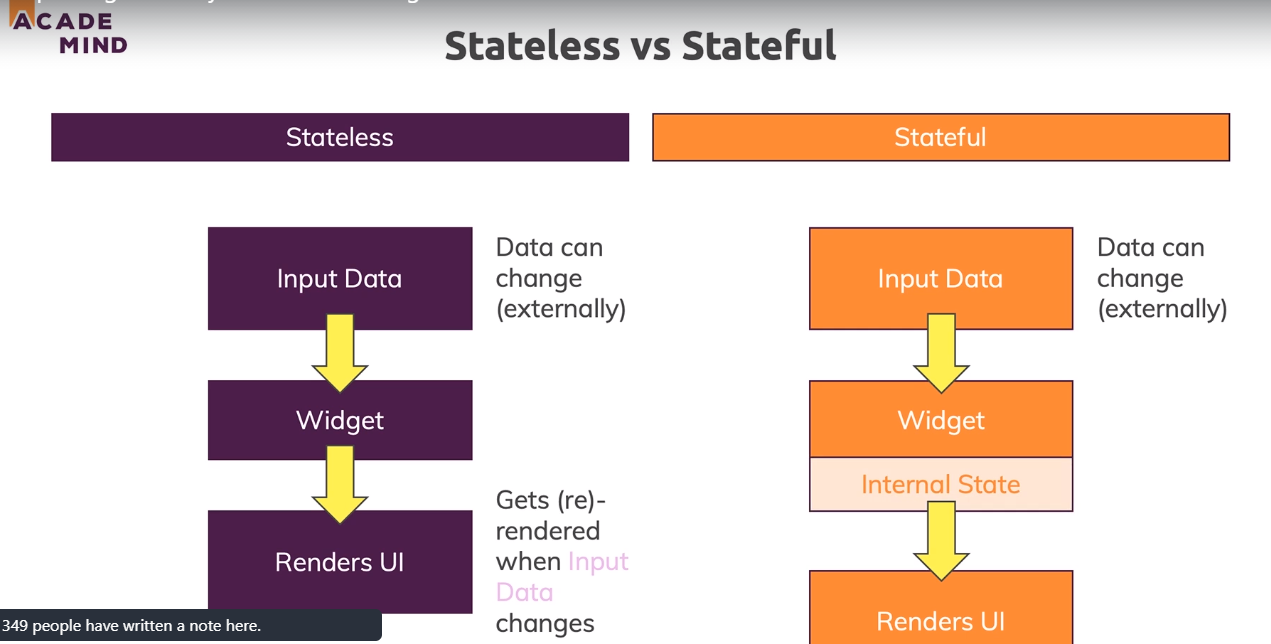 ACADE
MIND
Stateless vs Stateful
Stateless
Stateful
Input Data
Data can
change
(externally)
Widget
Renders UI
Gets (re)-
rendered
when Input
Data
changes
Input Data
Data can
change
(externally)
Widget
Internal State
Renders UI
349 people have written a note here.